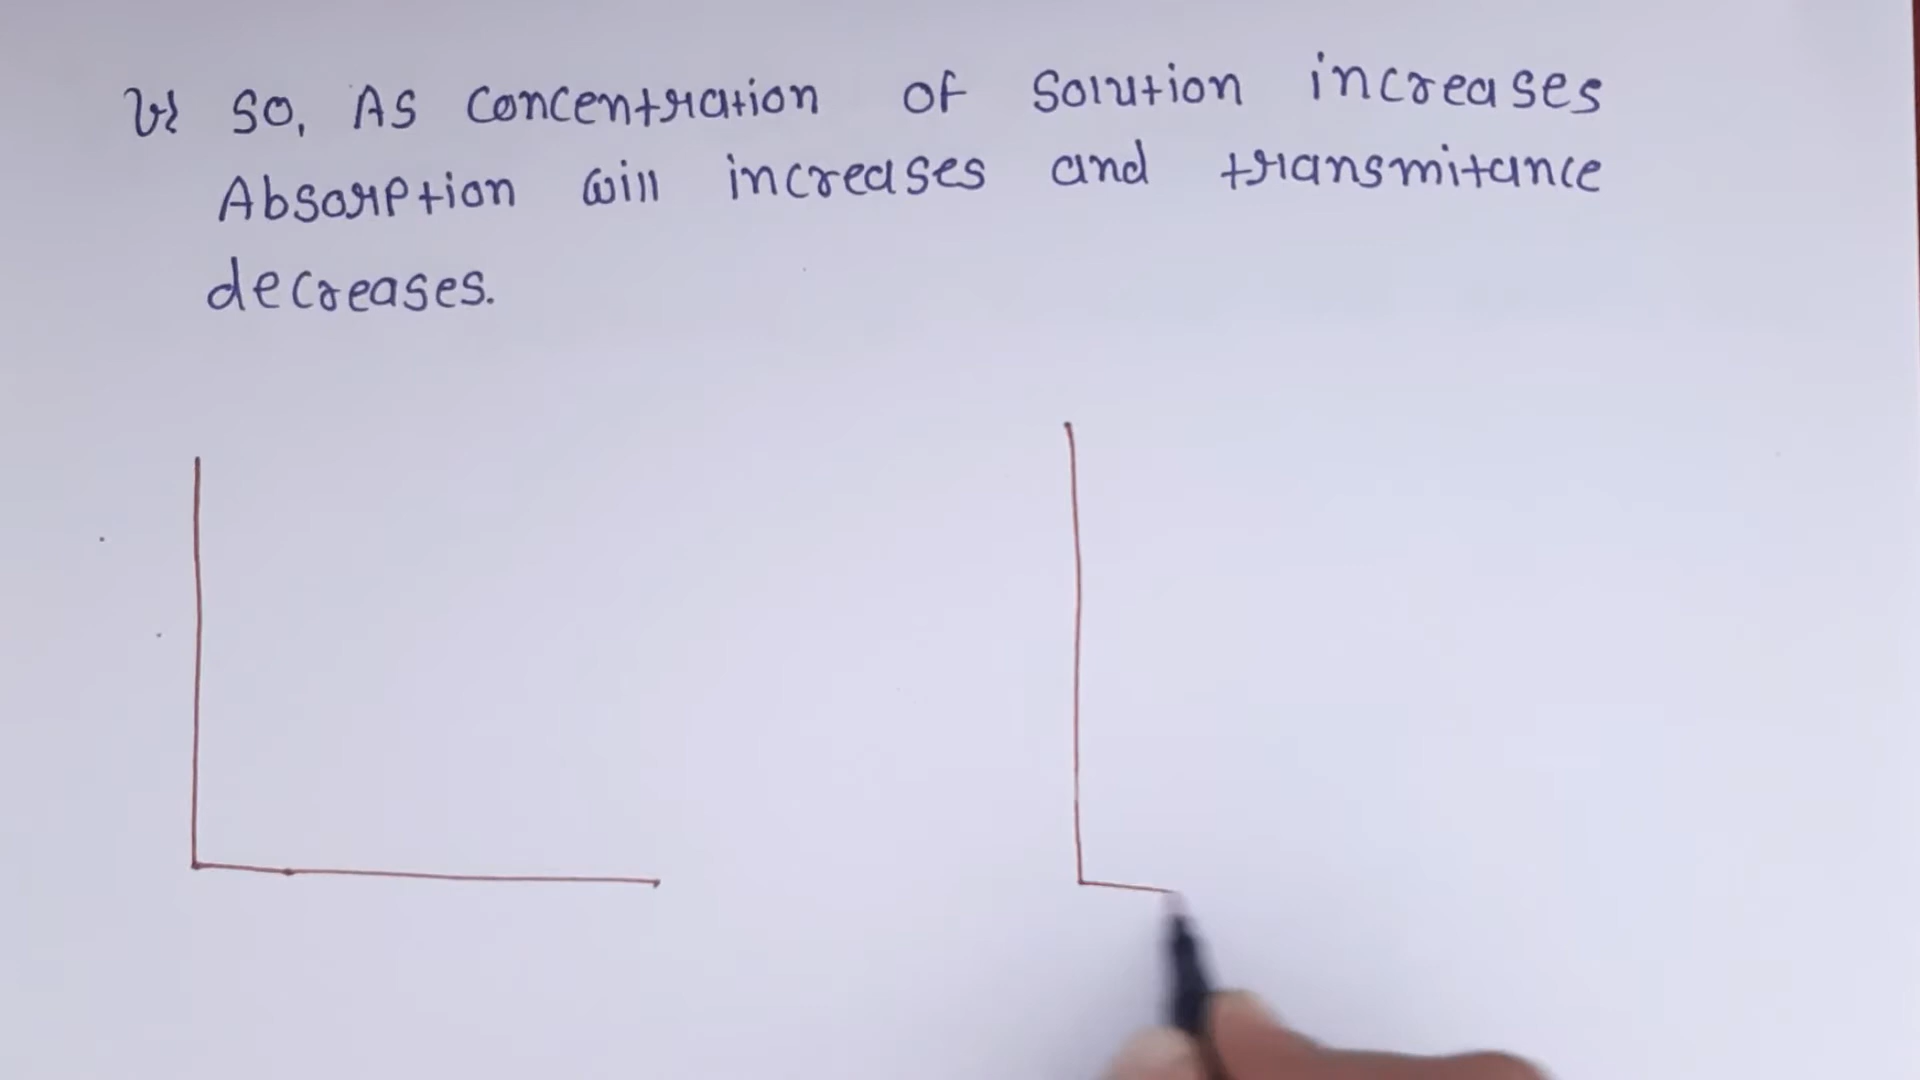 So, As concentration of solution increases
Absorption will increases and transmitance
decreases.